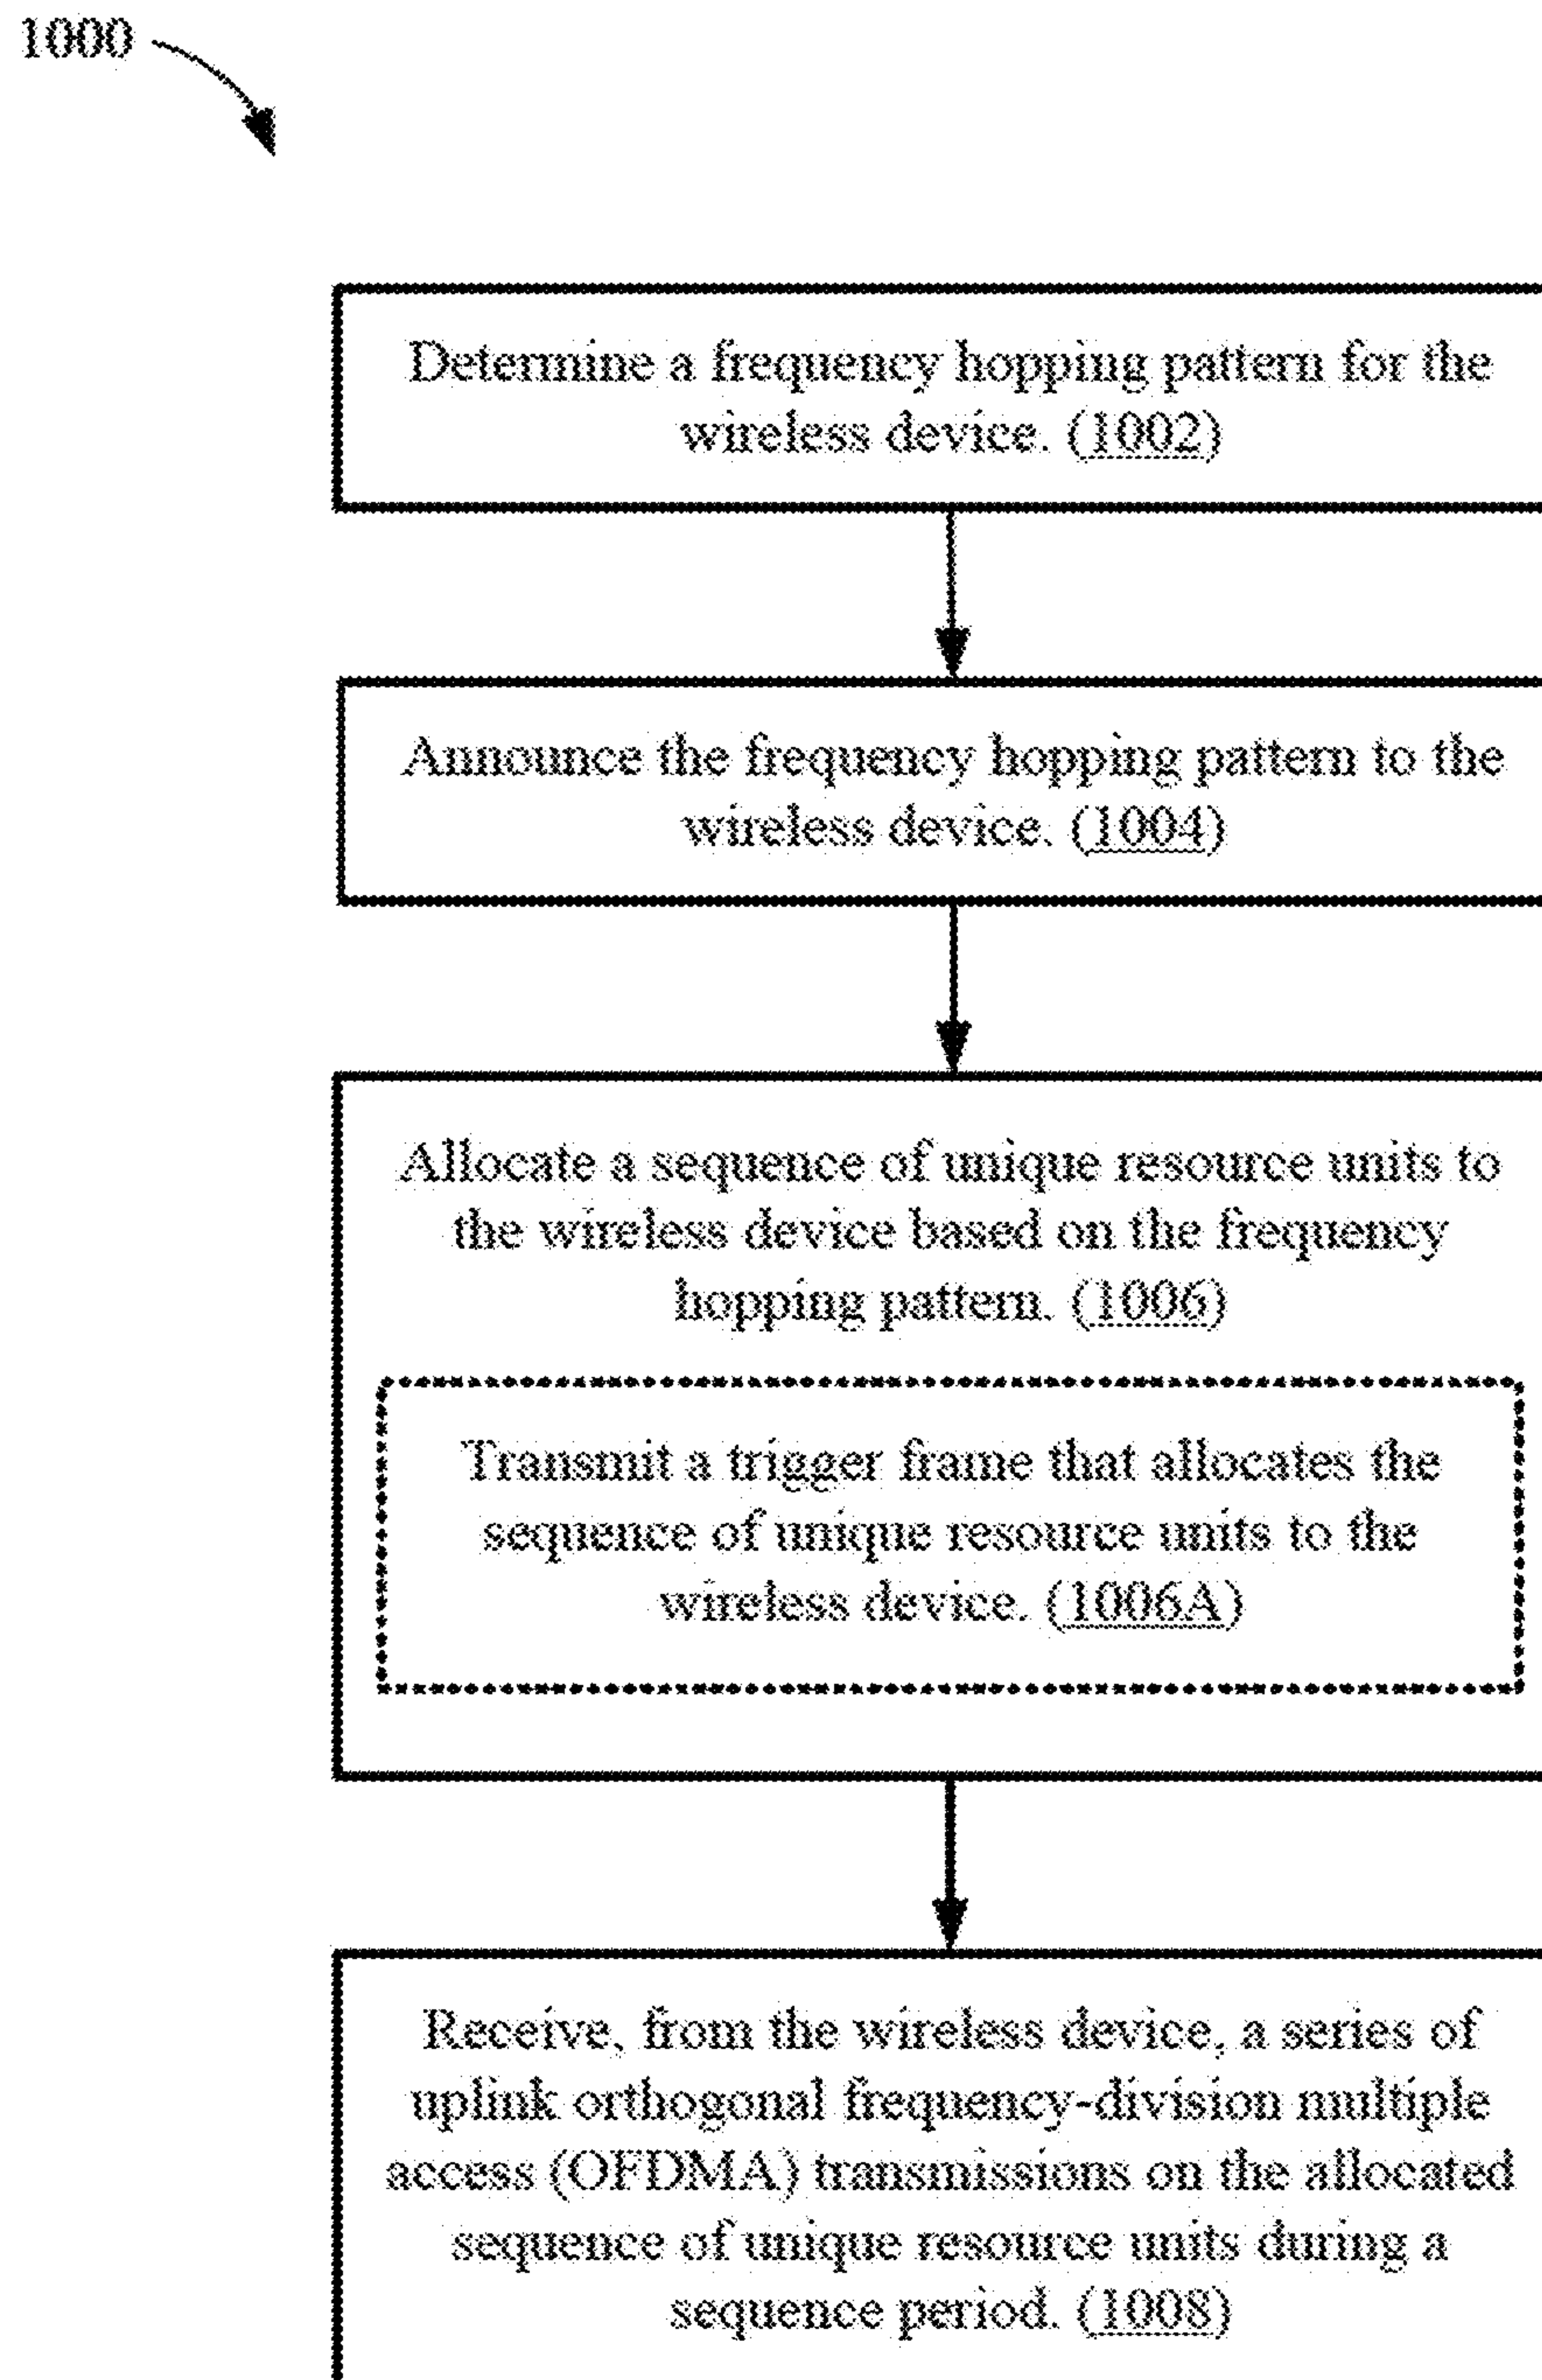 1000
Determine a frequency hopping pattern for the
wireless device. (1002)
Announce the frequency hopping pattern to the
wireless device. (1004)
Allocate a sequence of unique resource units to
the wireless device based on the frequency
hopping pattern. (1006)
Transmit a trigger frame that allocates the
sequence of unique resource units to the
wireless device. (1006A)
Receive, from the wireless device, a series of
uplink orthogonal frequency-division multiple
access (OFDMA) transmissions on the allocated
sequence of unique resource units during a
sequence period. (1008)